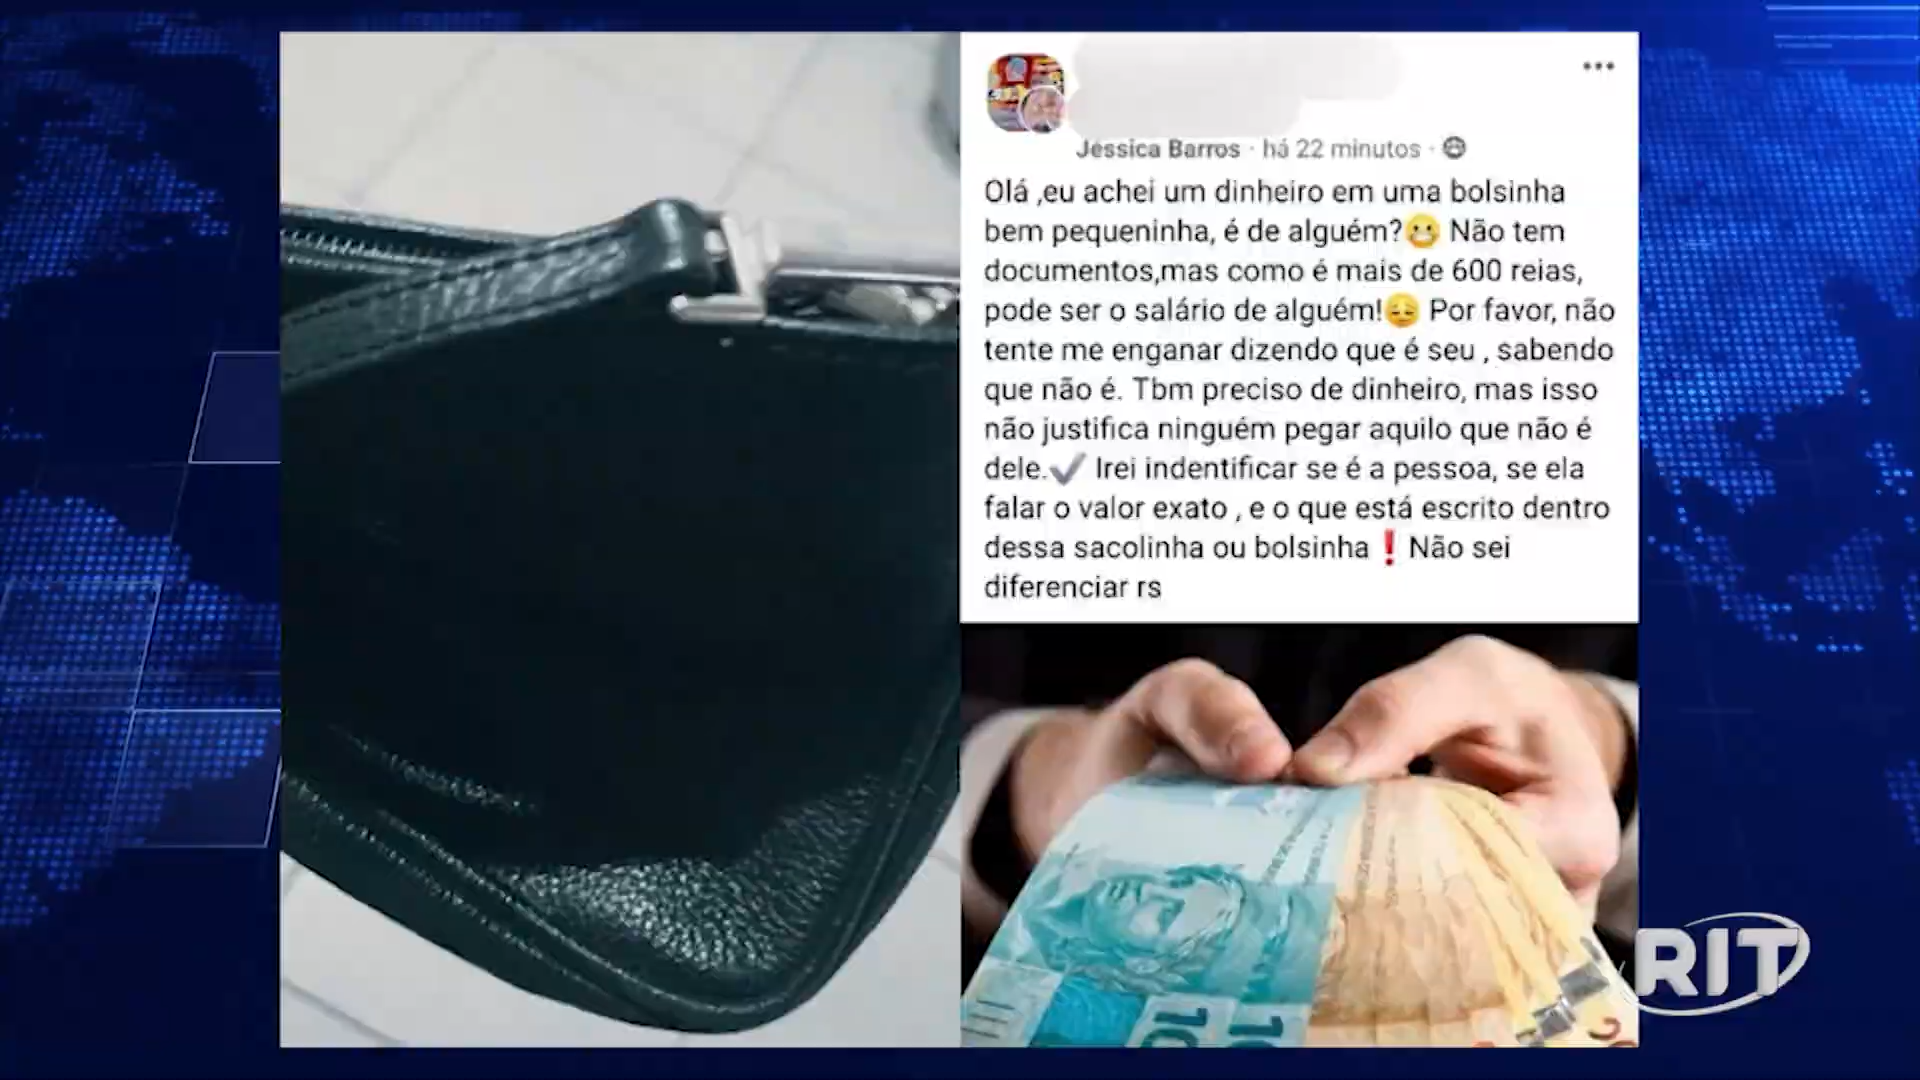 Jéssica Barros · há 22 minutos ·
Olá ,eu achei um dinheiro em uma bolsinha
bem pequeninha, é de alguém?😬 Não tem
documentos,mas como é mais de 600 reias,
pode ser o salário de alguém!😔 Por favor, não
tente me enganar dizendo que é seu , sabendo
que não é. Tbm preciso de dinheiro, mas isso
não justifica ninguém pegar aquilo que não é
dele.✔️ Irei indentificar se é a pessoa, se ela
falar o valor exato , e o que está escrito dentro
dessa sacolinha ou bolsinha❗Não sei
diferenciar rs
RIT